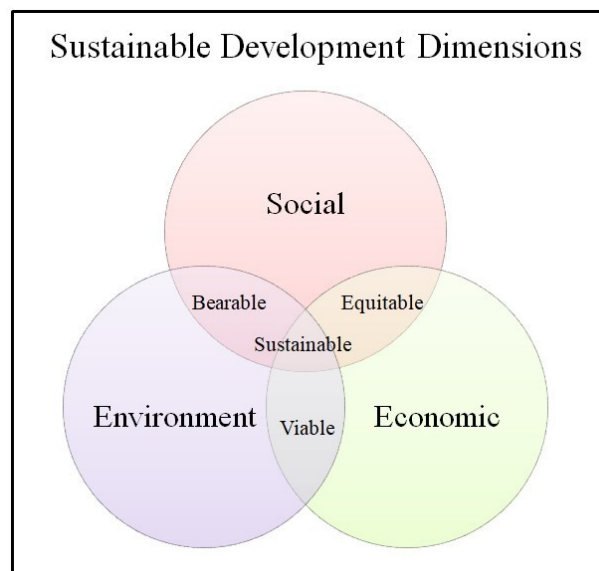 Sustainable Development Dimensions
Social
Bearable
Equitable
Sustainable
Environment
Economic
Viable